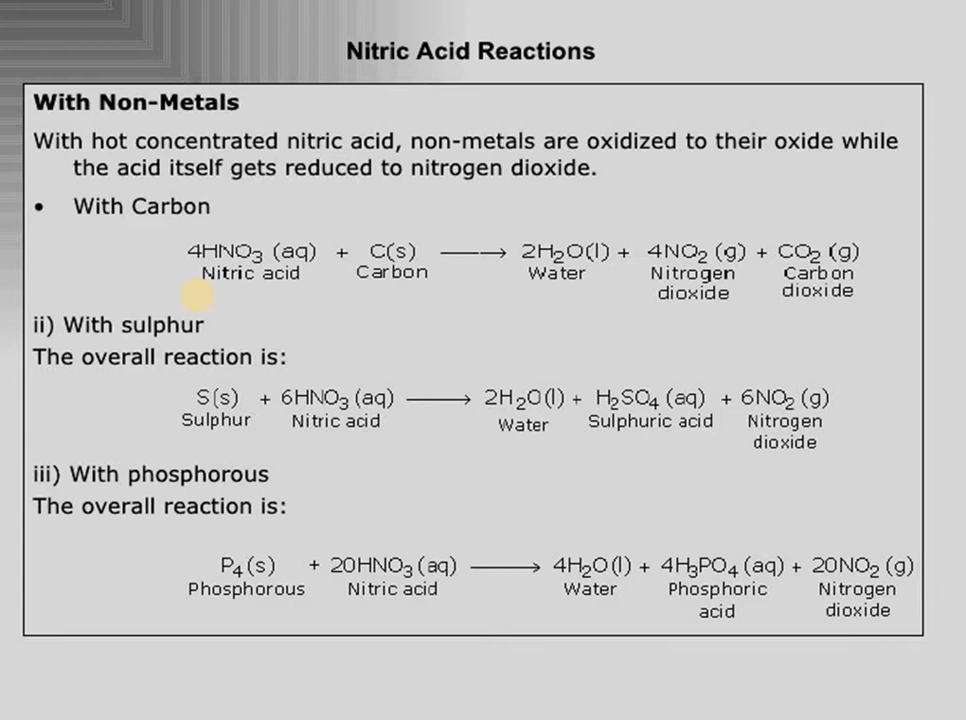 Nitric Acid Reactions
With Non-Metals
With hot concentrated nitric acid, non-metals are oxidized to their oxide while
the acid itself gets reduced to nitrogen dioxide.
• With Carbon
4HNO₃ (aq) + C(s) ⟶ 2H₂O(l) + 4NO₂ (g) + CO₂ (g)
Nitric acid Carbon Water Nitrogen Carbon
dioxide dioxide
ii) With sulphur
The overall reaction is:
S(s) + 6HNO₃ (aq) ⟶ 2H₂O(l) + H₂SO₄ (aq) + 6NO₂ (g)
Sulphur Nitric acid Water Sulphuric acid Nitrogen
dioxide
iii) With phosphorous
The overall reaction is:
P₄ (s) + 20HNO₃ (aq) ⟶ 4H₂O(l) + 4H₃PO₄ (aq) + 20NO₂ (g)
Phosphorous Nitric acid Water Phosphoric Nitrogen
acid dioxide